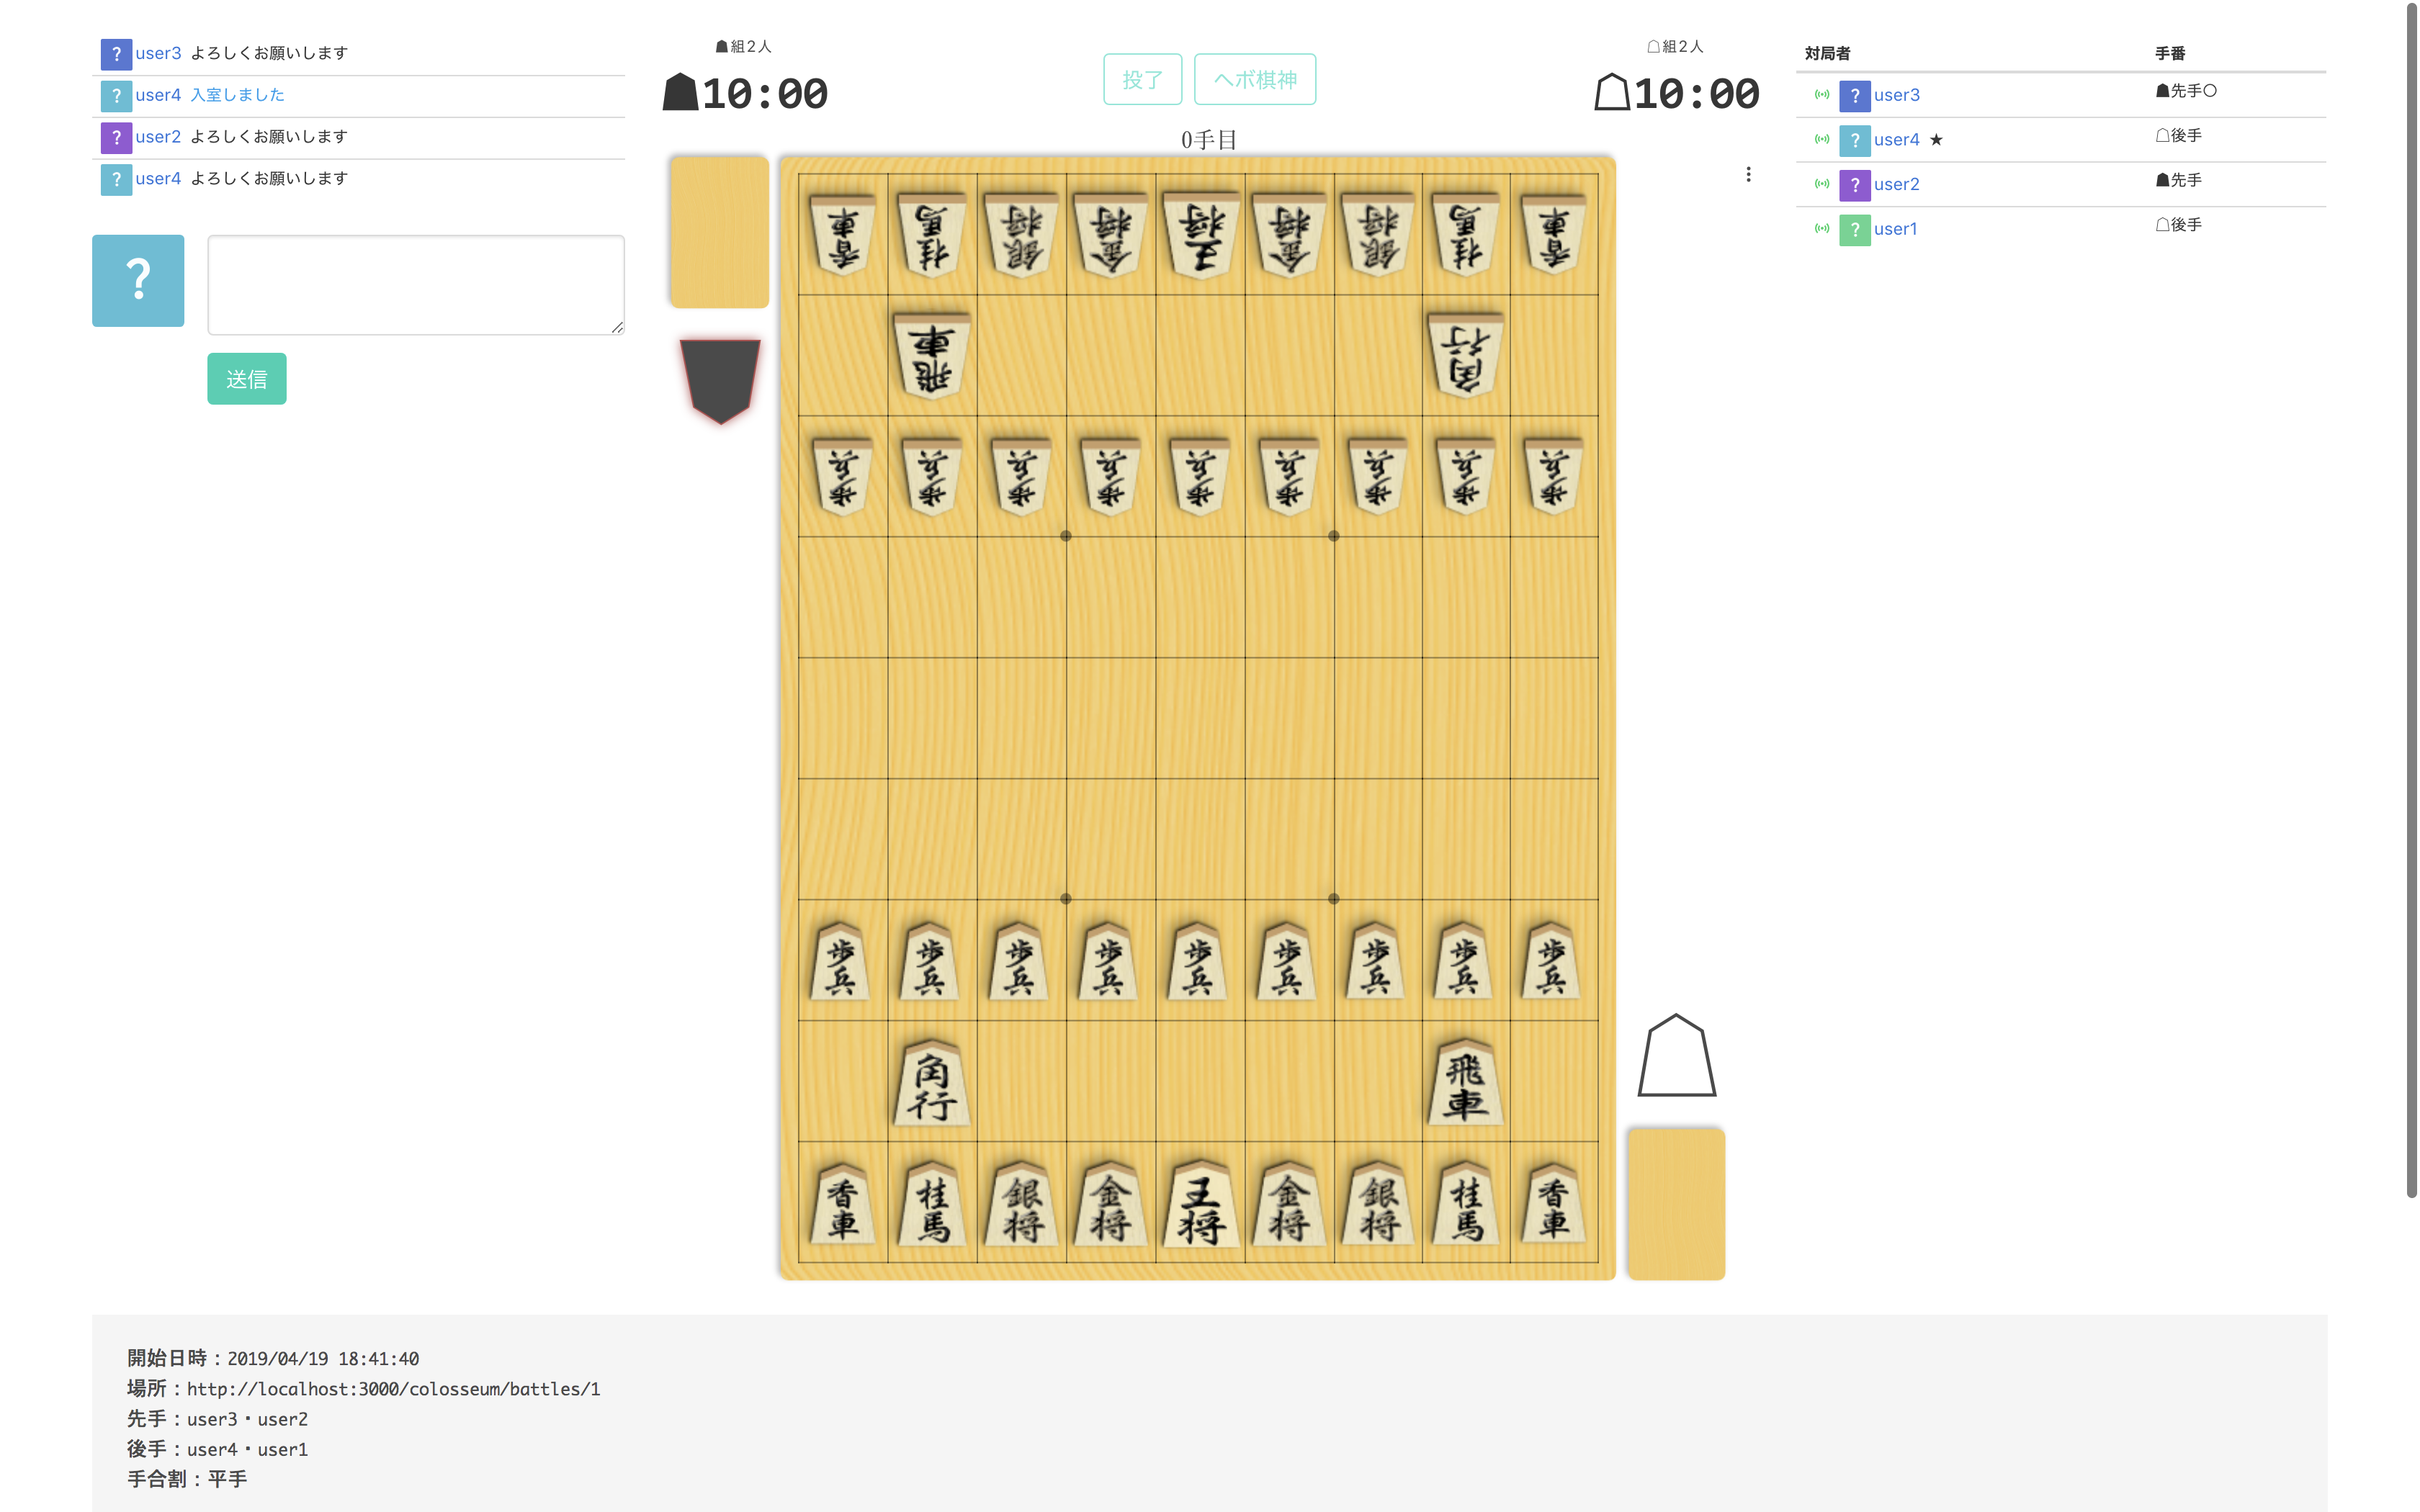 ? user3 よろしくお願いします
? user4 入室しました
? user2 よろしくお願いします
? user4 よろしくお願いします
?
送信
☗組2人
☗10:00
投了
ヘボ棋神
☖組2人
☖10:00
0手目
対局者 手番
? user3 ☗先手○
? user4 ★ ☖後手
? user2 ☗先手
? user1 ☖後手
香車 桂馬 銀将 金将 王将 金将 銀将 桂馬 香車
飛車 角行
歩兵 歩兵 歩兵 歩兵 歩兵 歩兵 歩兵 歩兵 歩兵
歩兵 歩兵 歩兵 歩兵 歩兵 歩兵 歩兵 歩兵 歩兵
角行 飛車
香車 桂馬 銀将 金将 王将 金将 銀将 桂馬 香車
開始日時:2019/04/19 18:41:40
場所:http://localhost:3000/colosseum/battles/1
先手:user3・user2
後手:user4・user1
手合割:平手